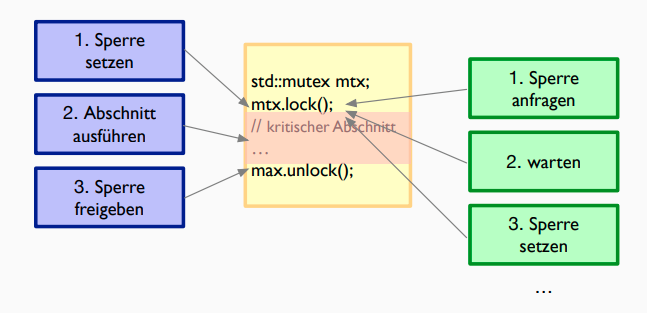 1. Sperre
setzen
2. Abschnitt
ausführen
3. Sperre
freigeben
std::mutex mtx;
mtx.lock();
// kritischer Abschnitt
...
max.unlock();
1. Sperre
anfragen
2. warten
3. Sperre
setzen
...